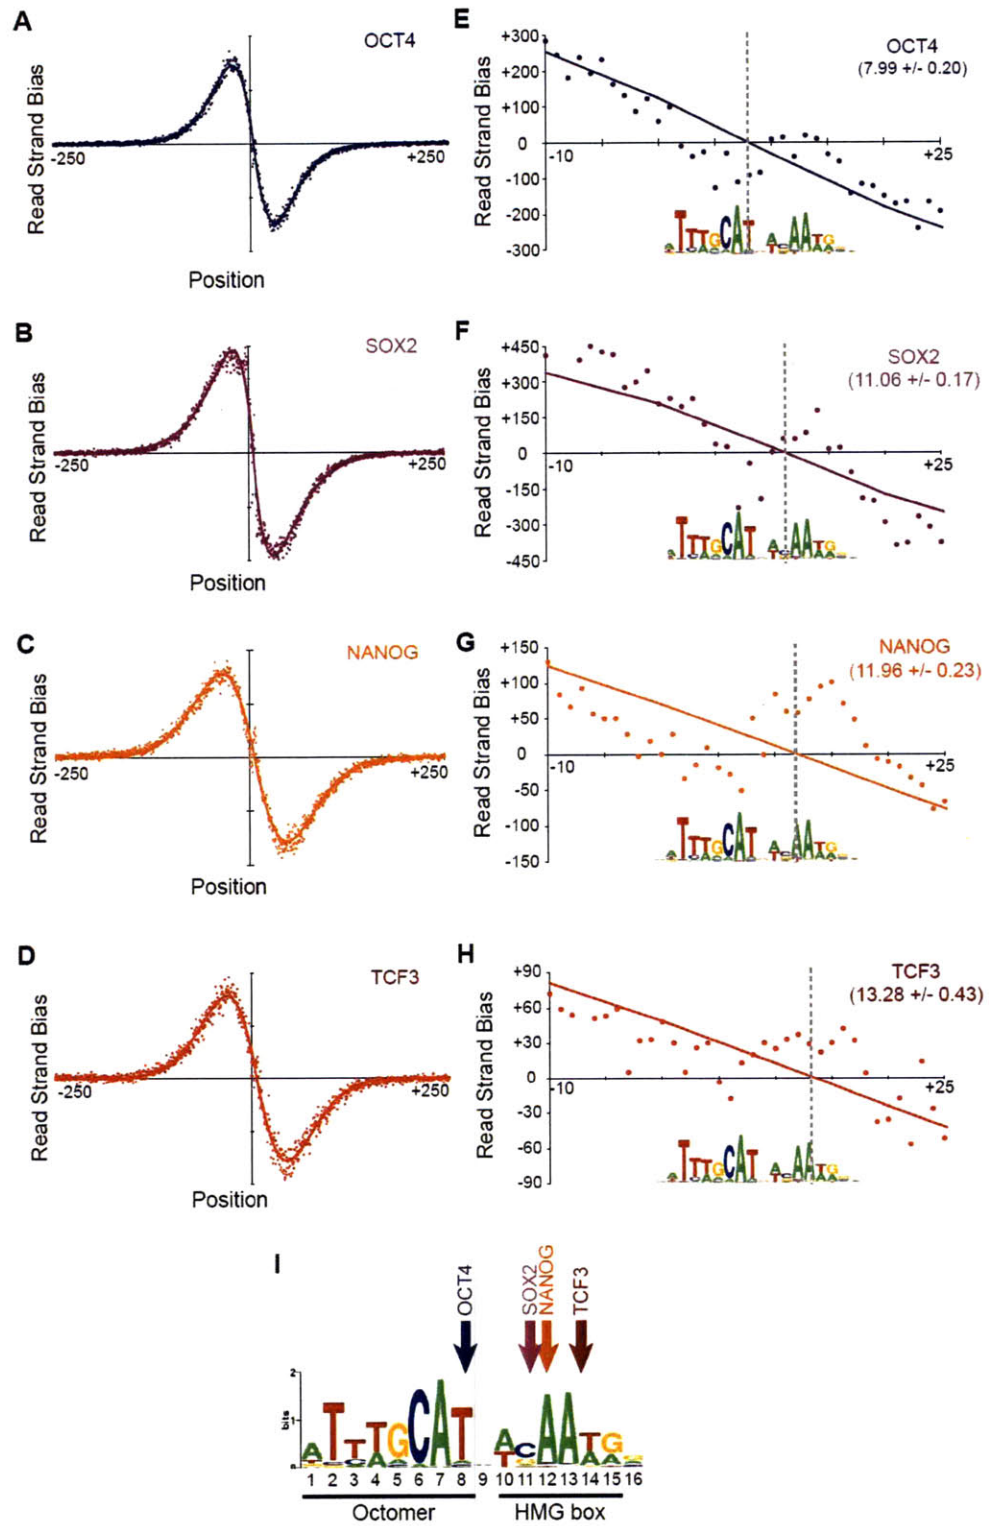 A
OCT4
Read Strand Bias
-250
+250
Position
E
OCT4
(7.99 +/- 0.20)
Read Strand Bias
+300
+200
+100
0
-100
-200
-300
-10
+25
B
SOX2
Read Strand Bias
-250
+250
Position
F
SOX2
(11.06 +/- 0.17)
Read Strand Bias
+450
+300
+150
0
-150
-300
-450
-10
+25
C
NANOG
Read Strand Bias
-250
+250
Position
G
NANOG
(11.96 +/- 0.23)
Read Strand Bias
+150
+100
+50
0
-50
-100
-150
-10
+25
D
TCF3
Read Strand Bias
-250
+250
Position
H
TCF3
(13.28 +/- 0.43)
Read Strand Bias
+90
+60
+30
0
-30
-60
-90
-10
+25
I
OCT4
SOX2
NANOG
TCF3
2
1
0
bits
ATTTGCAT ACAATG
1 2 3 4 5 6 7 8 9 10 11 12 13 14 15 16
Octomer
HMG box